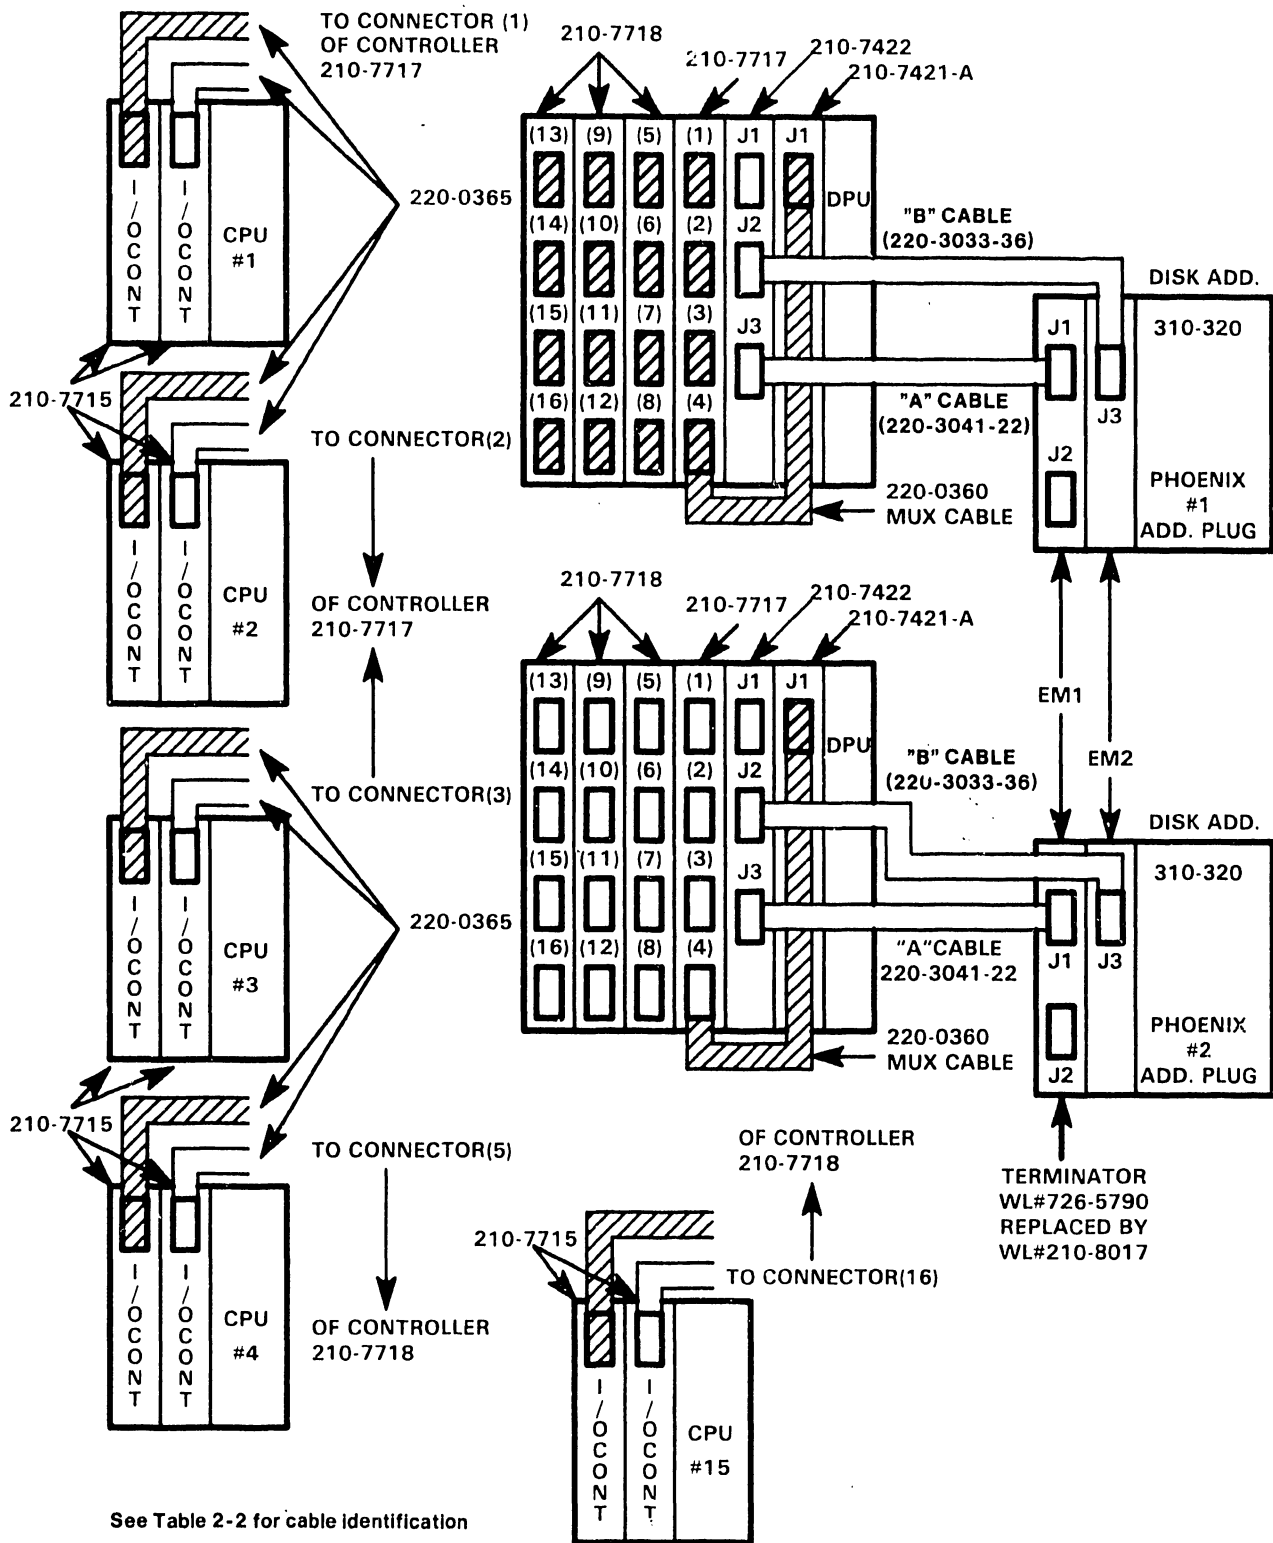 TO CONNECTOR (1)
OF CONTROLLER
210-7717
I/OCONT
I/OCONT
CPU
#1
220-0365
210-7715
TO CONNECTOR(2)
I/OCONT
I/OCONT
CPU
#2
OF CONTROLLER
210-7717
TO CONNECTOR(3)
I/OCONT
I/OCONT
CPU
#3
220-0365
210-7715
TO CONNECTOR(5)
I/OCONT
I/OCONT
CPU
#4
OF CONTROLLER
210-7718
See Table 2-2 for cable identification
210-7718
210-7717
210-7422
210-7421-A
(13) (9) (5) (1) J1 J1
DPU
(14) (10) (6) (2) J2
(15) (11) (7) (3) J3
(16) (12) (8) (4)
"B" CABLE
(220-3033-36)
"A" CABLE
(220-3041-22)
220-0360
MUX CABLE
DISK ADD.
J1
310-320
J3
J2
PHOENIX
#1
ADD. PLUG
EM1
EM2
210-7718
210-7717
210-7422
210-7421-A
(13) (9) (5) (1) J1 J1
DPU
(14) (10) (6) (2) J2
(15) (11) (7) (3) J3
(16) (12) (8) (4)
"B" CABLE
(220-3033-36)
"A"CABLE
220-3041-22
220-0360
MUX CABLE
DISK ADD.
310-320
J1 J3
PHOENIX
#2
ADD. PLUG
J2
TERMINATOR
WL#726-5790
REPLACED BY
WL#210-8017
OF CONTROLLER
210-7718
210-7715
TO CONNECTOR(16)
I/OCONT
I/OCONT
CPU
#15